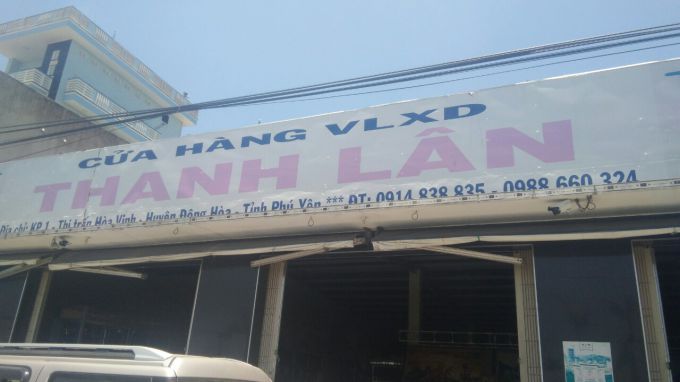 CỬA HÀNG VLXD
THANH LÂN
Địa chỉ: KP.1 - Thị trấn Hòa Vinh - Huyện Đông Hòa - Tỉnh Phú Yên *** ĐT: 0914 838 835 - 0988 660 324